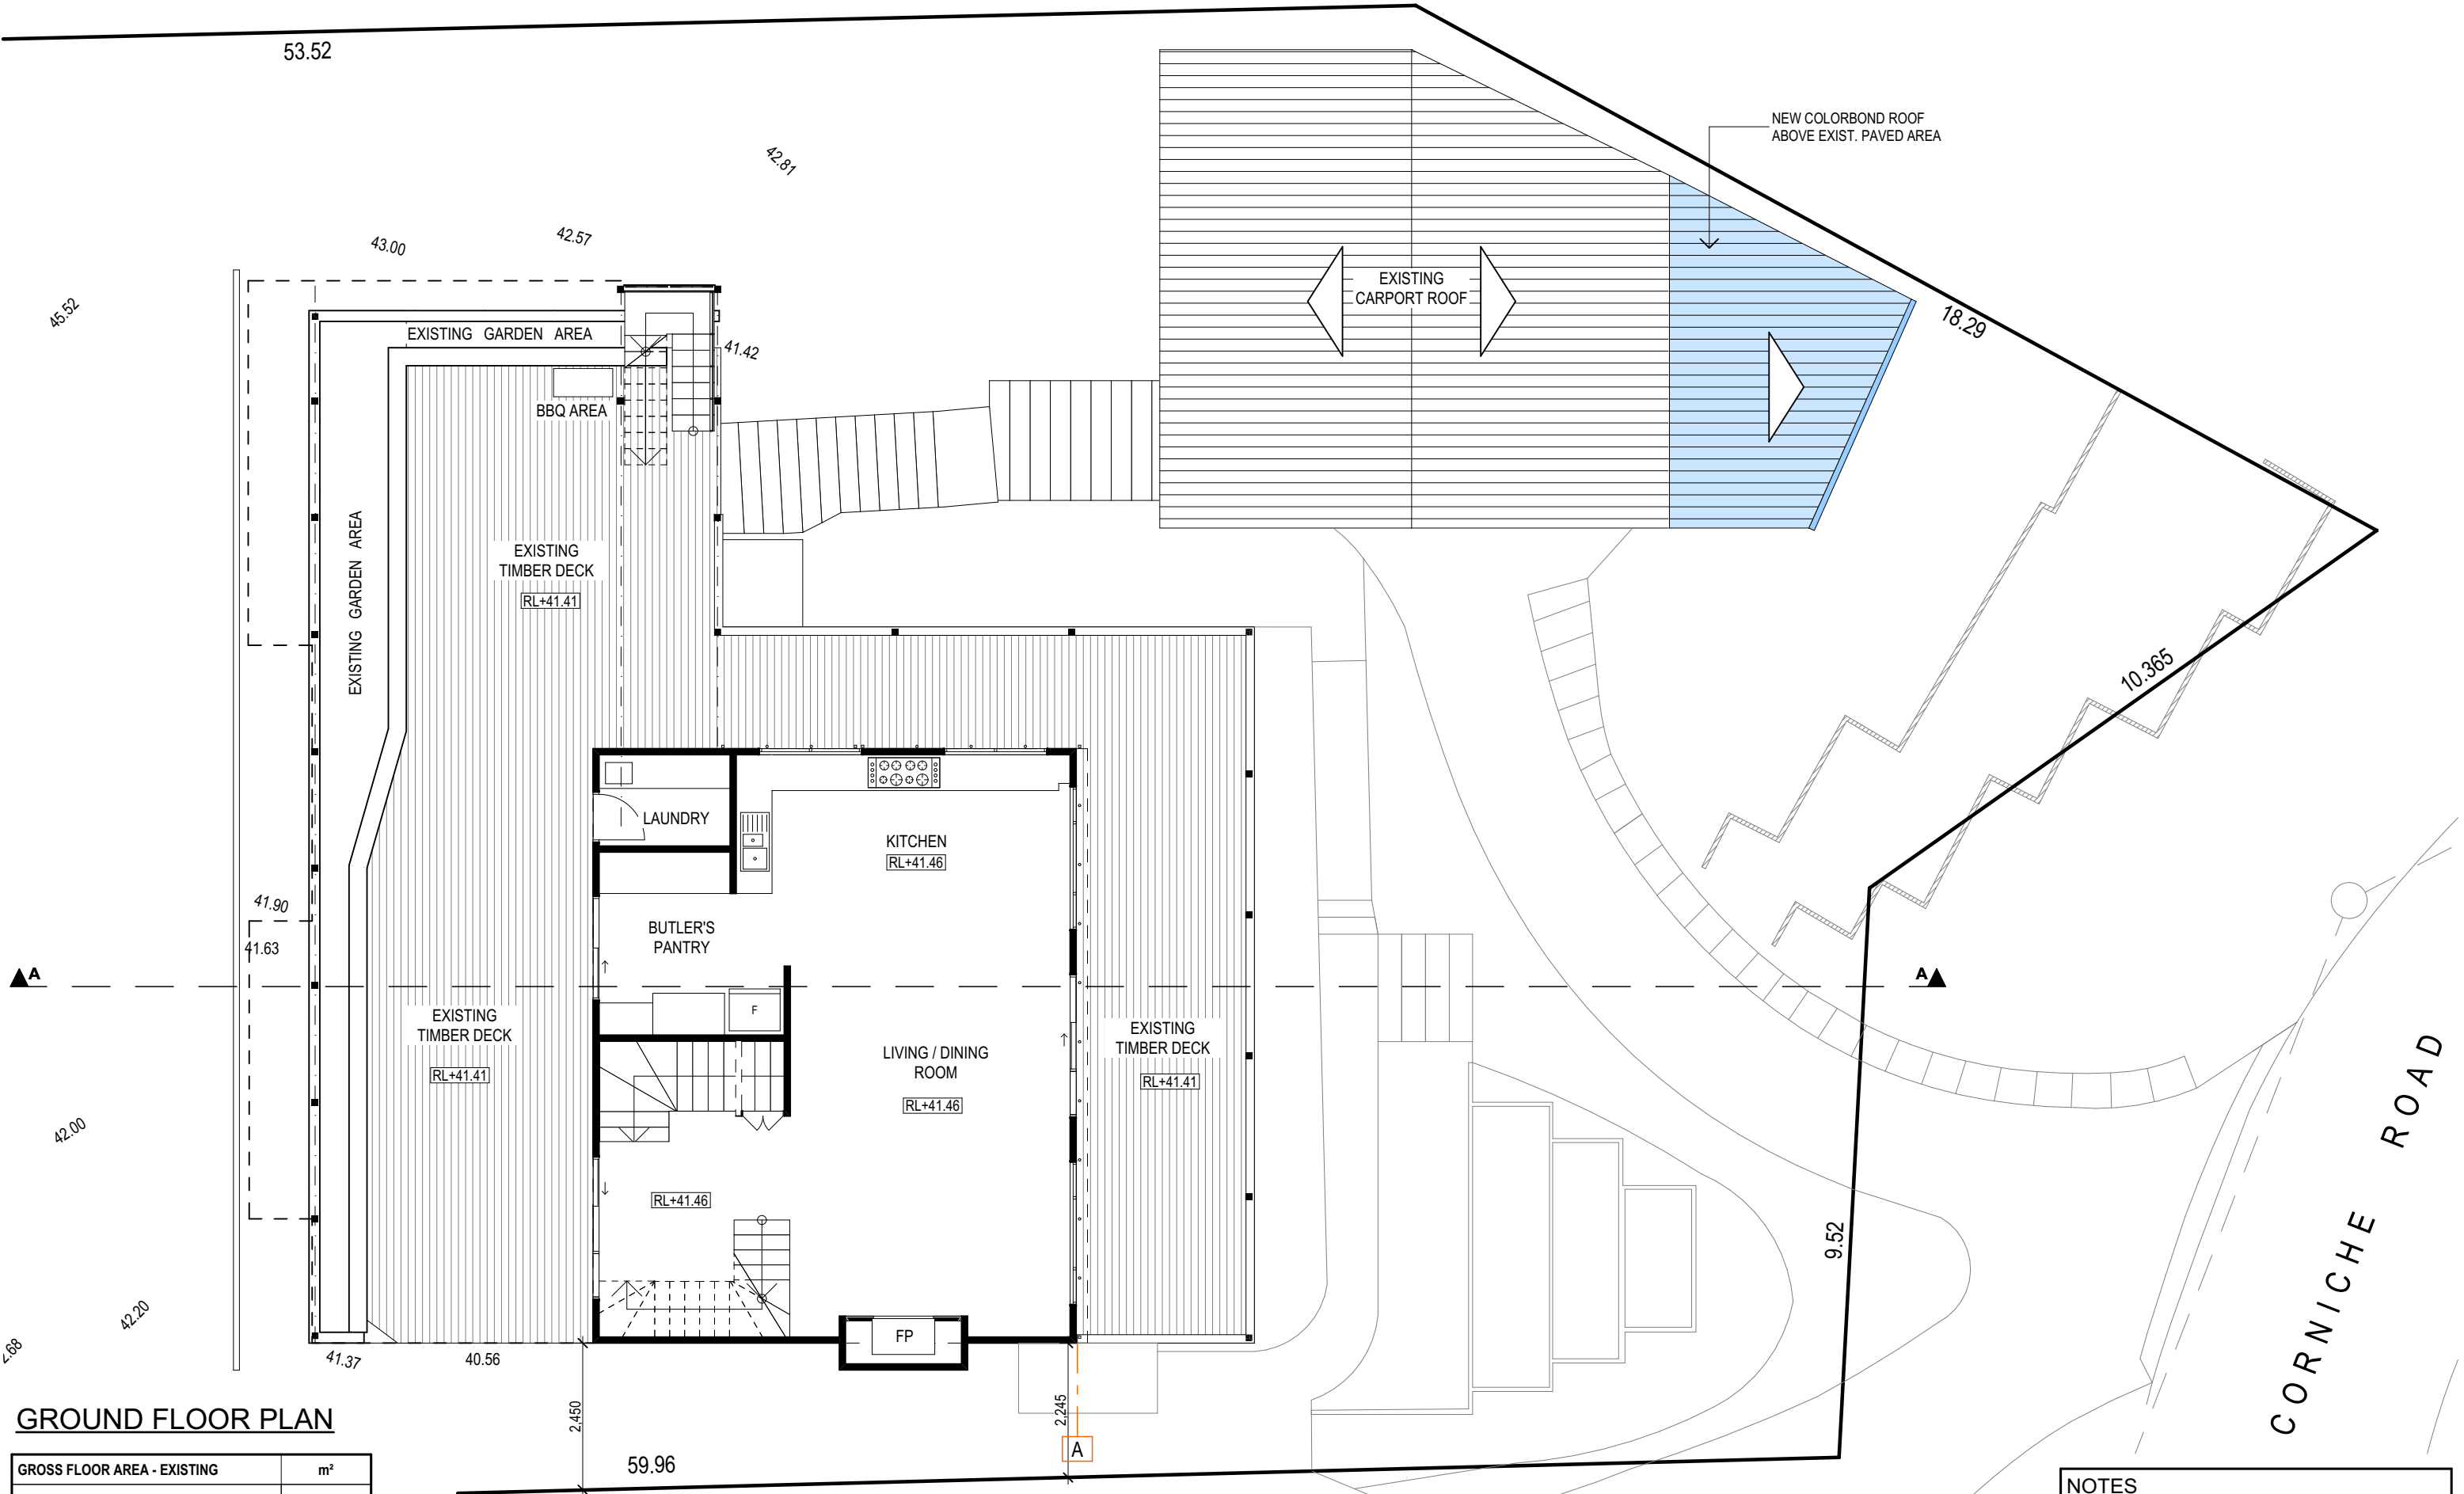 53.52
NEW COLORBOND ROOF
ABOVE EXIST. PAVED AREA
42.81
42.57
43.00
45.52
EXISTING
CARPORT ROOF
18.29
EXISTING GARDEN AREA
41.42
BBQ AREA
EXISTING GARDEN AREA
EXISTING
TIMBER DECK
RL+41.41
10.365
LAUNDRY
KITCHEN
RL+41.46
41.90
BUTLER'S
PANTRY
41.63
A
A
F
EXISTING
TIMBER DECK
RL+41.41
LIVING / DINING
ROOM
RL+41.46
EXISTING
TIMBER DECK
RL+41.41
42.00
RL+41.46
9.52
CORNICHE ROAD
42.20
2.68
41.37
40.56
FP
GROUND FLOOR PLAN
2,450
2,245
A
59.96
GROSS FLOOR AREA - EXISTING m²
NOTES